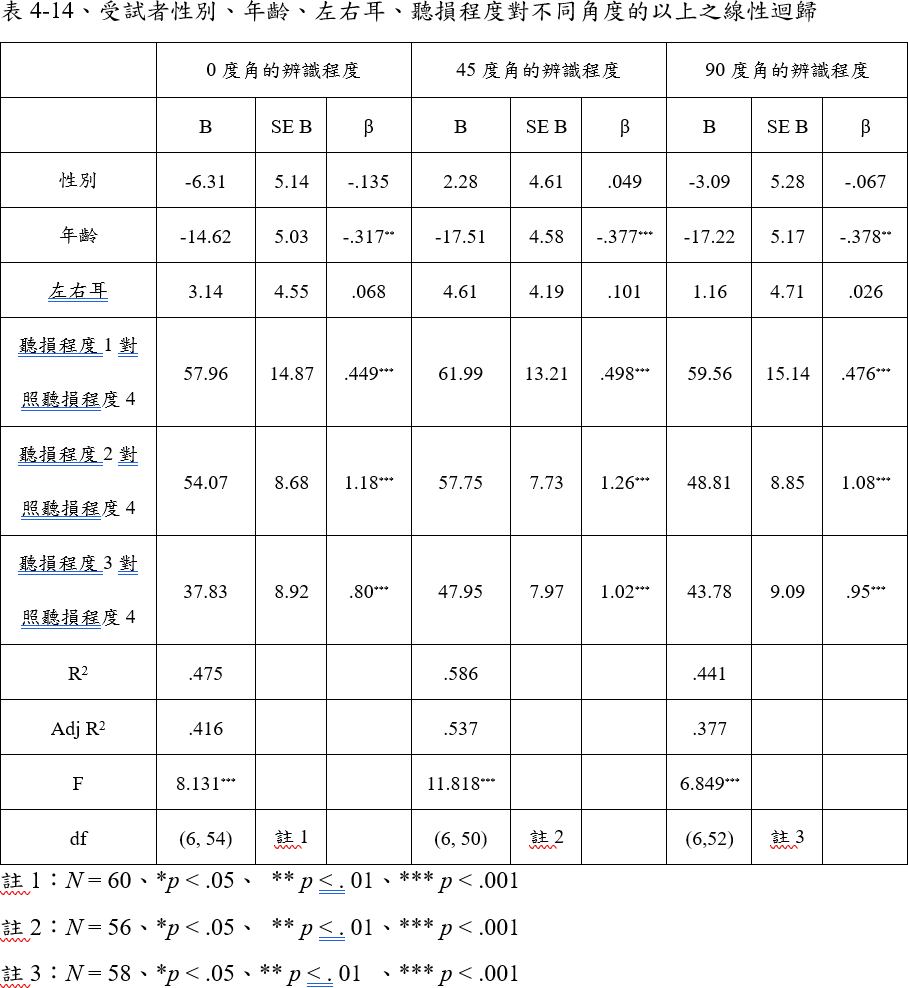 表 4-14、受試者性別、年齡、左右耳、聽損程度對不同角度的以上之線性迴歸
0 度角的辨識程度 45 度角的辨識程度 90 度角的辨識程度
B SE B β B SE B β B SE B β
性別 -6.31 5.14 -.135 2.28 4.61 .049 -3.09 5.28 -.067
年齡 -14.62 5.03 -.317** -17.51 4.58 -.377*** -17.22 5.17 -.378**
左右耳 3.14 4.55 .068 4.61 4.19 .101 1.16 4.71 .026
聽損程度 1 對
照聽損程度 4
57.96 14.87 .449*** 61.99 13.21 .498*** 59.56 15.14 .476***
聽損程度 2 對
照聽損程度 4
54.07 8.68 1.18*** 57.75 7.73 1.26*** 48.81 8.85 1.08***
聽損程度 3 對
照聽損程度 4
37.83 8.92 .80*** 47.95 7.97 1.02*** 43.78 9.09 .95***
R² .475 .586 .441
Adj R² .416 .537 .377
F 8.131*** 11.818*** 6.849***
df (6, 54) 註 1 (6, 50) 註 2 (6,52) 註 3
註 1：N = 60、*p < .05、 ** p < . 01、*** p < .001
註 2：N = 56、*p < .05、 ** p < . 01、*** p < .001
註 3：N = 58、*p < .05、** p < . 01 、*** p < .001